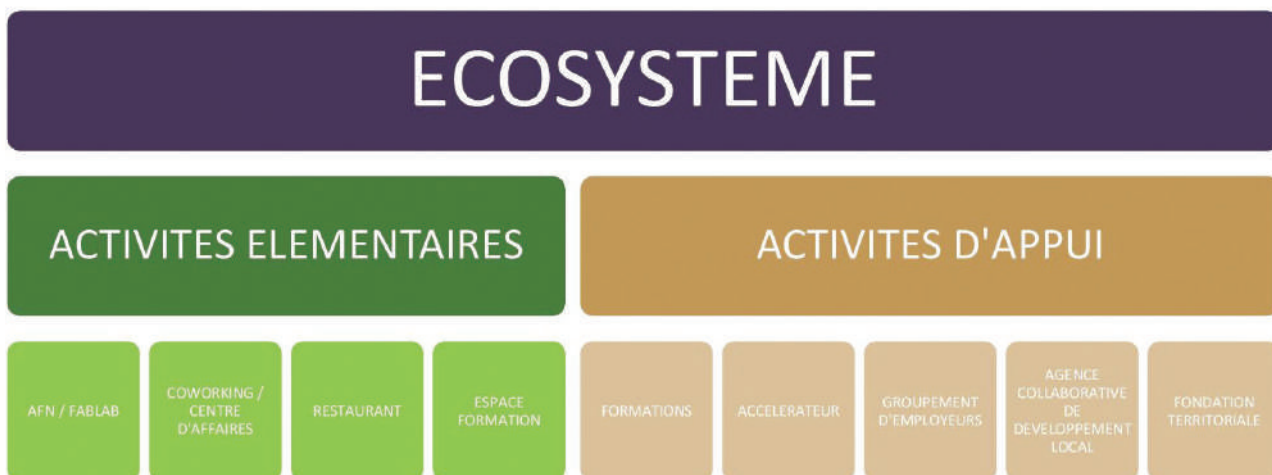 ECOSYSTEME
ACTIVITES ELEMENTAIRES
ACTIVITES D'APPUI
AFN / FABLAB
COWORKING /
CENTRE
D'AFFAIRES
RESTAURANT
ESPACE
FORMATION
FORMATIONS
ACCELERATEUR
GROUPEMENT
D'EMPLOYEURS
AGENCE
COLLABORATIVE
DE
DEVELOPPEMENT
LOCAL
FONDATION
TERRITORIALE